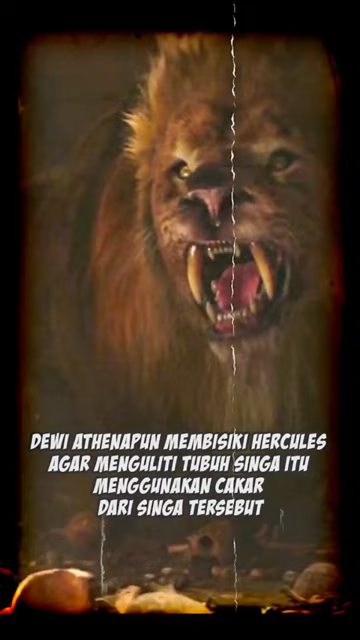 DEWI ATHENAPUN MEMBISIKI HERCULES
AGAR MENGULITI TUBUH SINGA ITU
MENGGUNAKAN CAKAR
DARI SINGA TERSEBUT